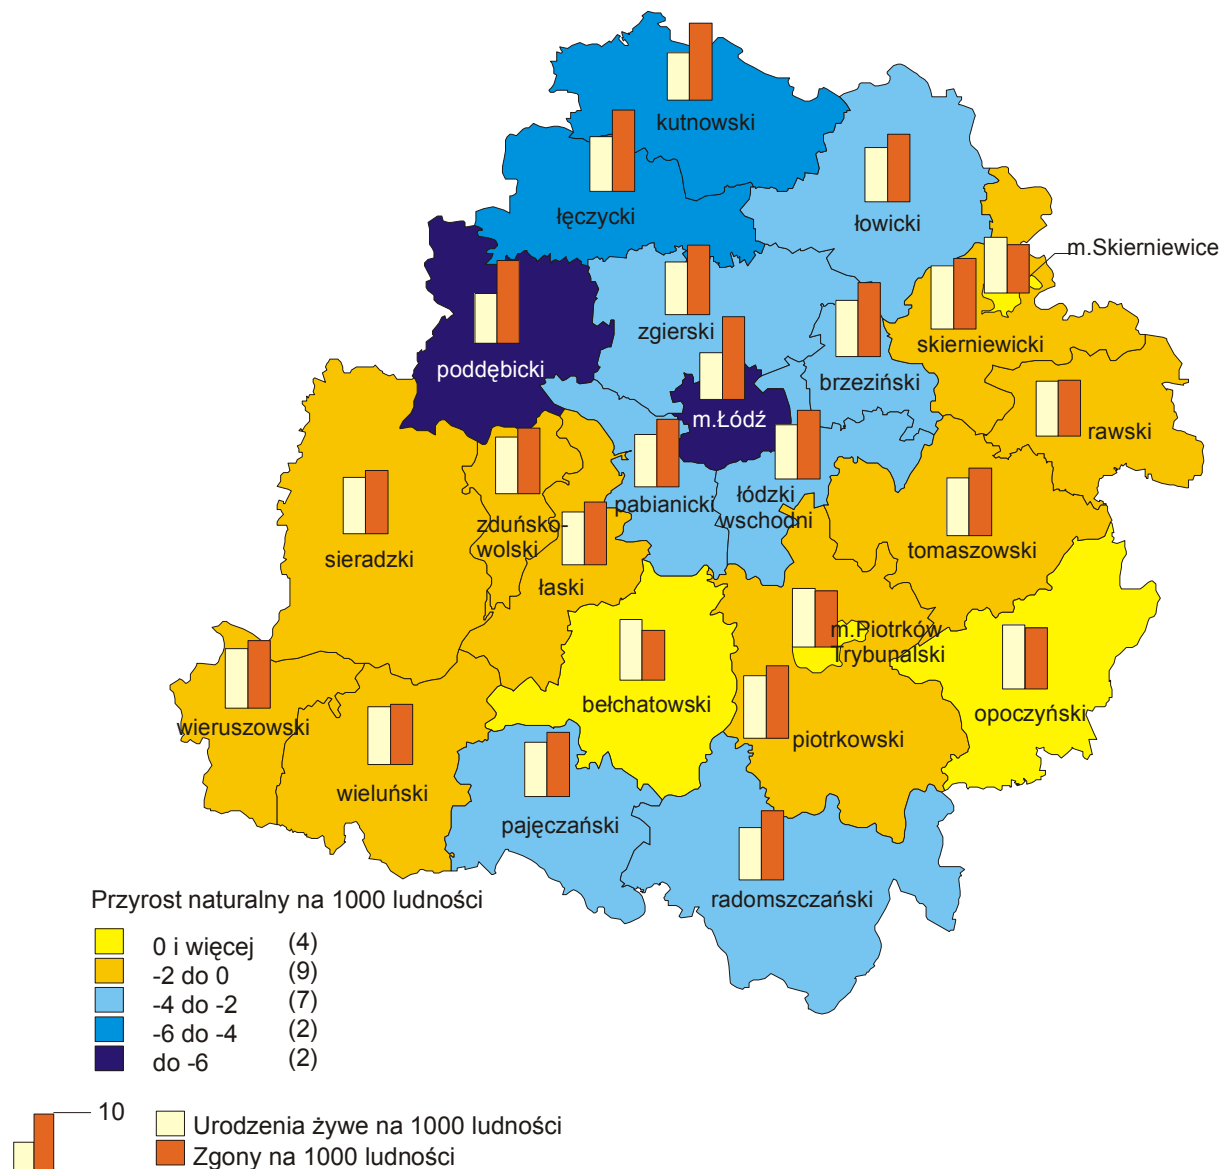 kutnowski
łęczycki
łowicki
m.Skierniewice
zgierski
skierniewicki
poddębicki
brzeziński
m.Łódź
rawski
pabianicki
łódzki
wschodni
zduńsko-
wolski
sieradzki
łaski
tomaszowski
m.Piotrków
Trybunalski
bełchatowski
opoczyński
wieruszowski
piotrkowski
wieluński
pajęczański
radomszczański
Przyrost naturalny na 1000 ludności
0 i więcej (4)
-2 do 0 (9)
-4 do -2 (7)
-6 do -4 (2)
do -6 (2)
10
Urodzenia żywe na 1000 ludności
Zgony na 1000 ludności